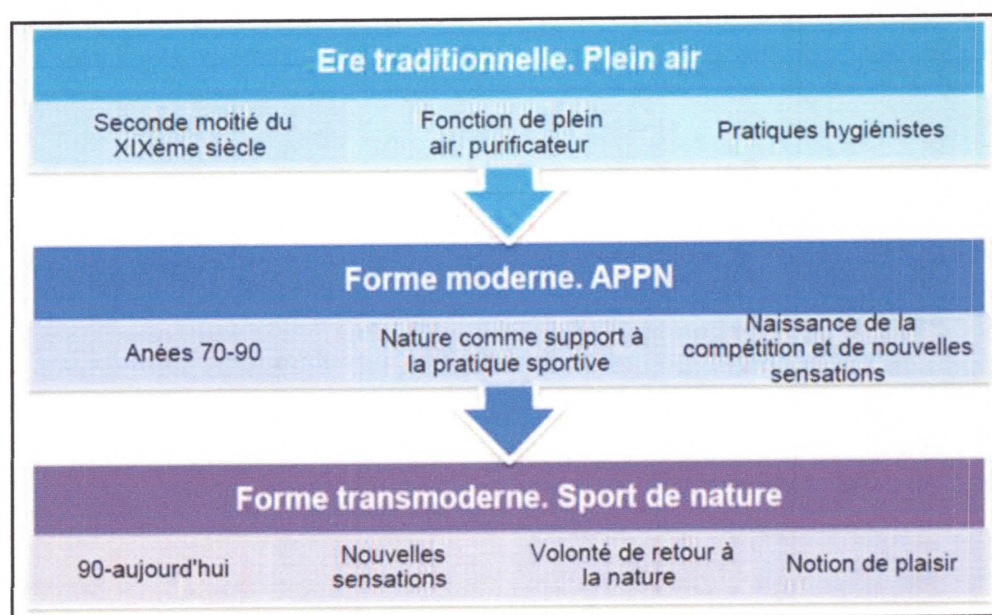 Ere traditionnelle. Plein air
Seconde moitié du
XIXème siècle
Fonction de plein
air, purificateur
Pratiques hygiénistes
Forme moderne. APPN
Anées 70-90
Nature comme support à
la pratique sportive
Naissance de la
compétition et de nouvelles
sensations
Forme transmoderne. Sport de nature
90-aujourd'hui
Nouvelles
sensations
Volonté de retour à
la nature
Notion de plaisir